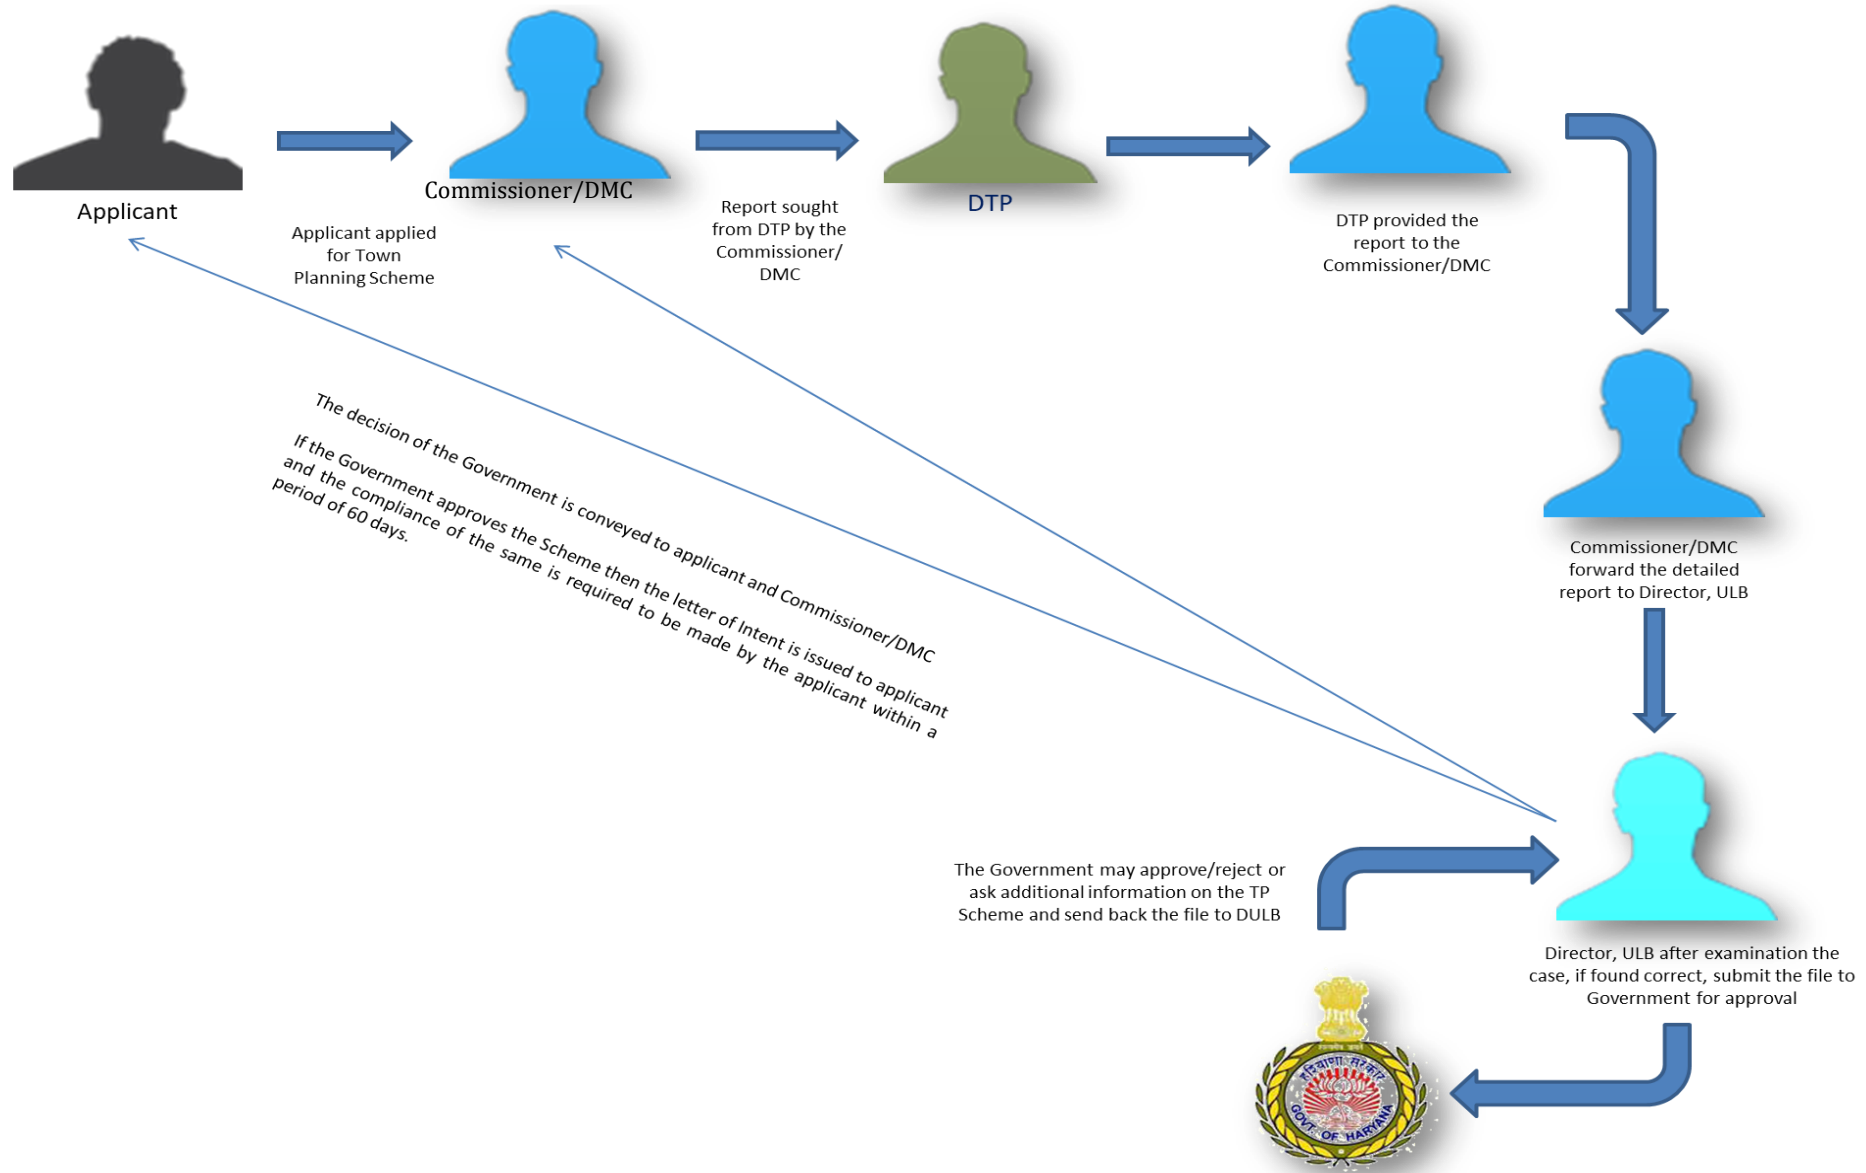 Applicant
Commissioner/DMC
DTP
Applicant applied
for Town
Planning Scheme
Report sought
from DTP by the
Commissioner/
DMC
DTP provided the
report to the
Commissioner/DMC
Commissioner/DMC
forward the detailed
report to Director, ULB
The decision of the Government is conveyed to applicant and Commissioner/DMC
If the Government approves the Scheme then the letter of Intent is issued to applicant
and the compliance of the same is required to be made by the applicant within a
period of 60 days.
The Government may approve/reject or
ask additional information on the TP
Scheme and send back the file to DULB
Director, ULB after examination the
case, if found correct, submit the file to
Government for approval
हरियाणा सरकार
GOVT. OF HARYANA